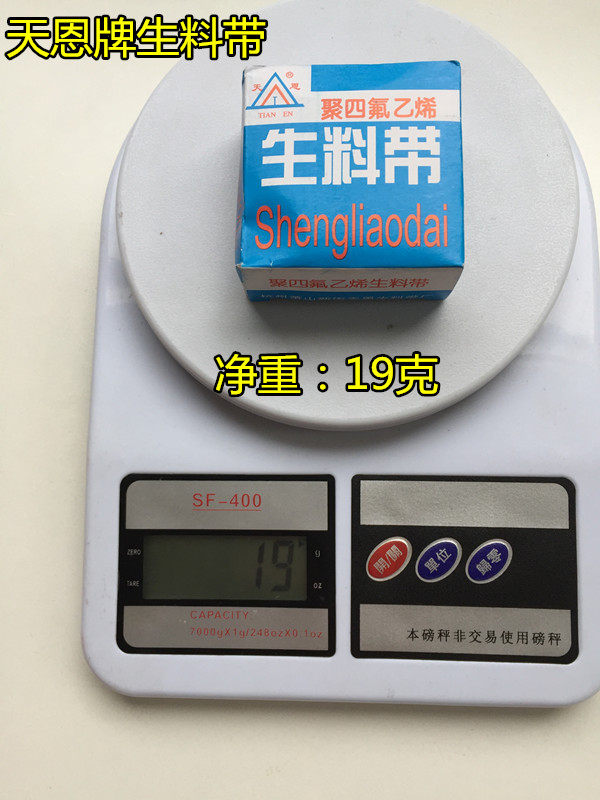 天恩牌生料带
天 恩 ®
TIAN EN
聚四氟乙烯
生料带
Shengliaodai
聚四氟乙烯生料带
净重：19克
SF-400
ZERO
TARE
19
g
oz
CAPACITY:
7000gX1g/248ozX0.1oz
開/關
單位
歸零
本磅秤非交易使用磅秤